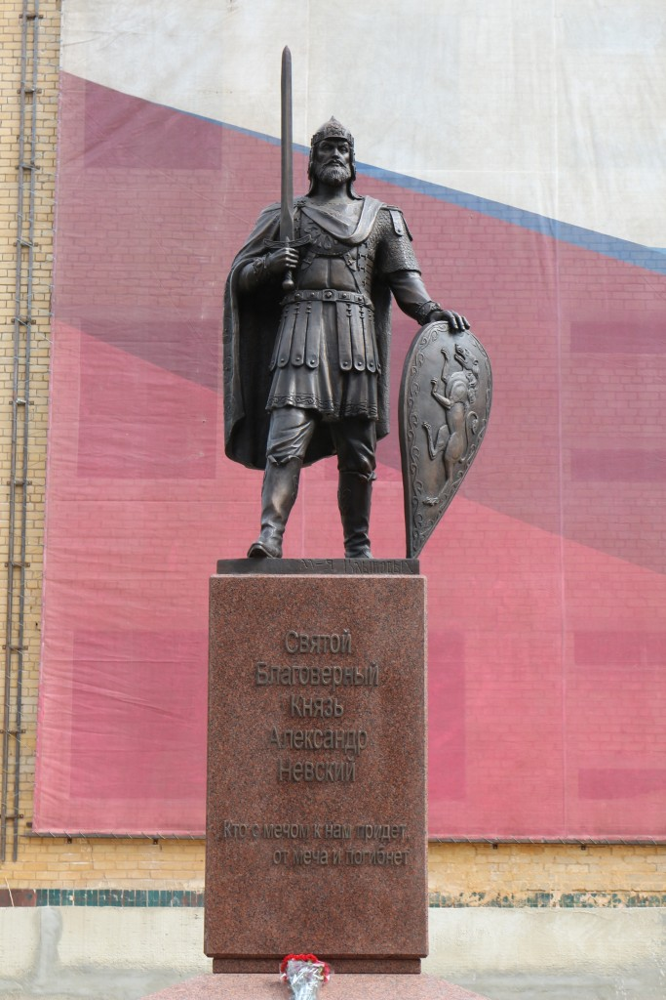 Святой
Благоверный
Князь
Александр
Невский
Кто с мечом к нам придет,
от меча и погибнет